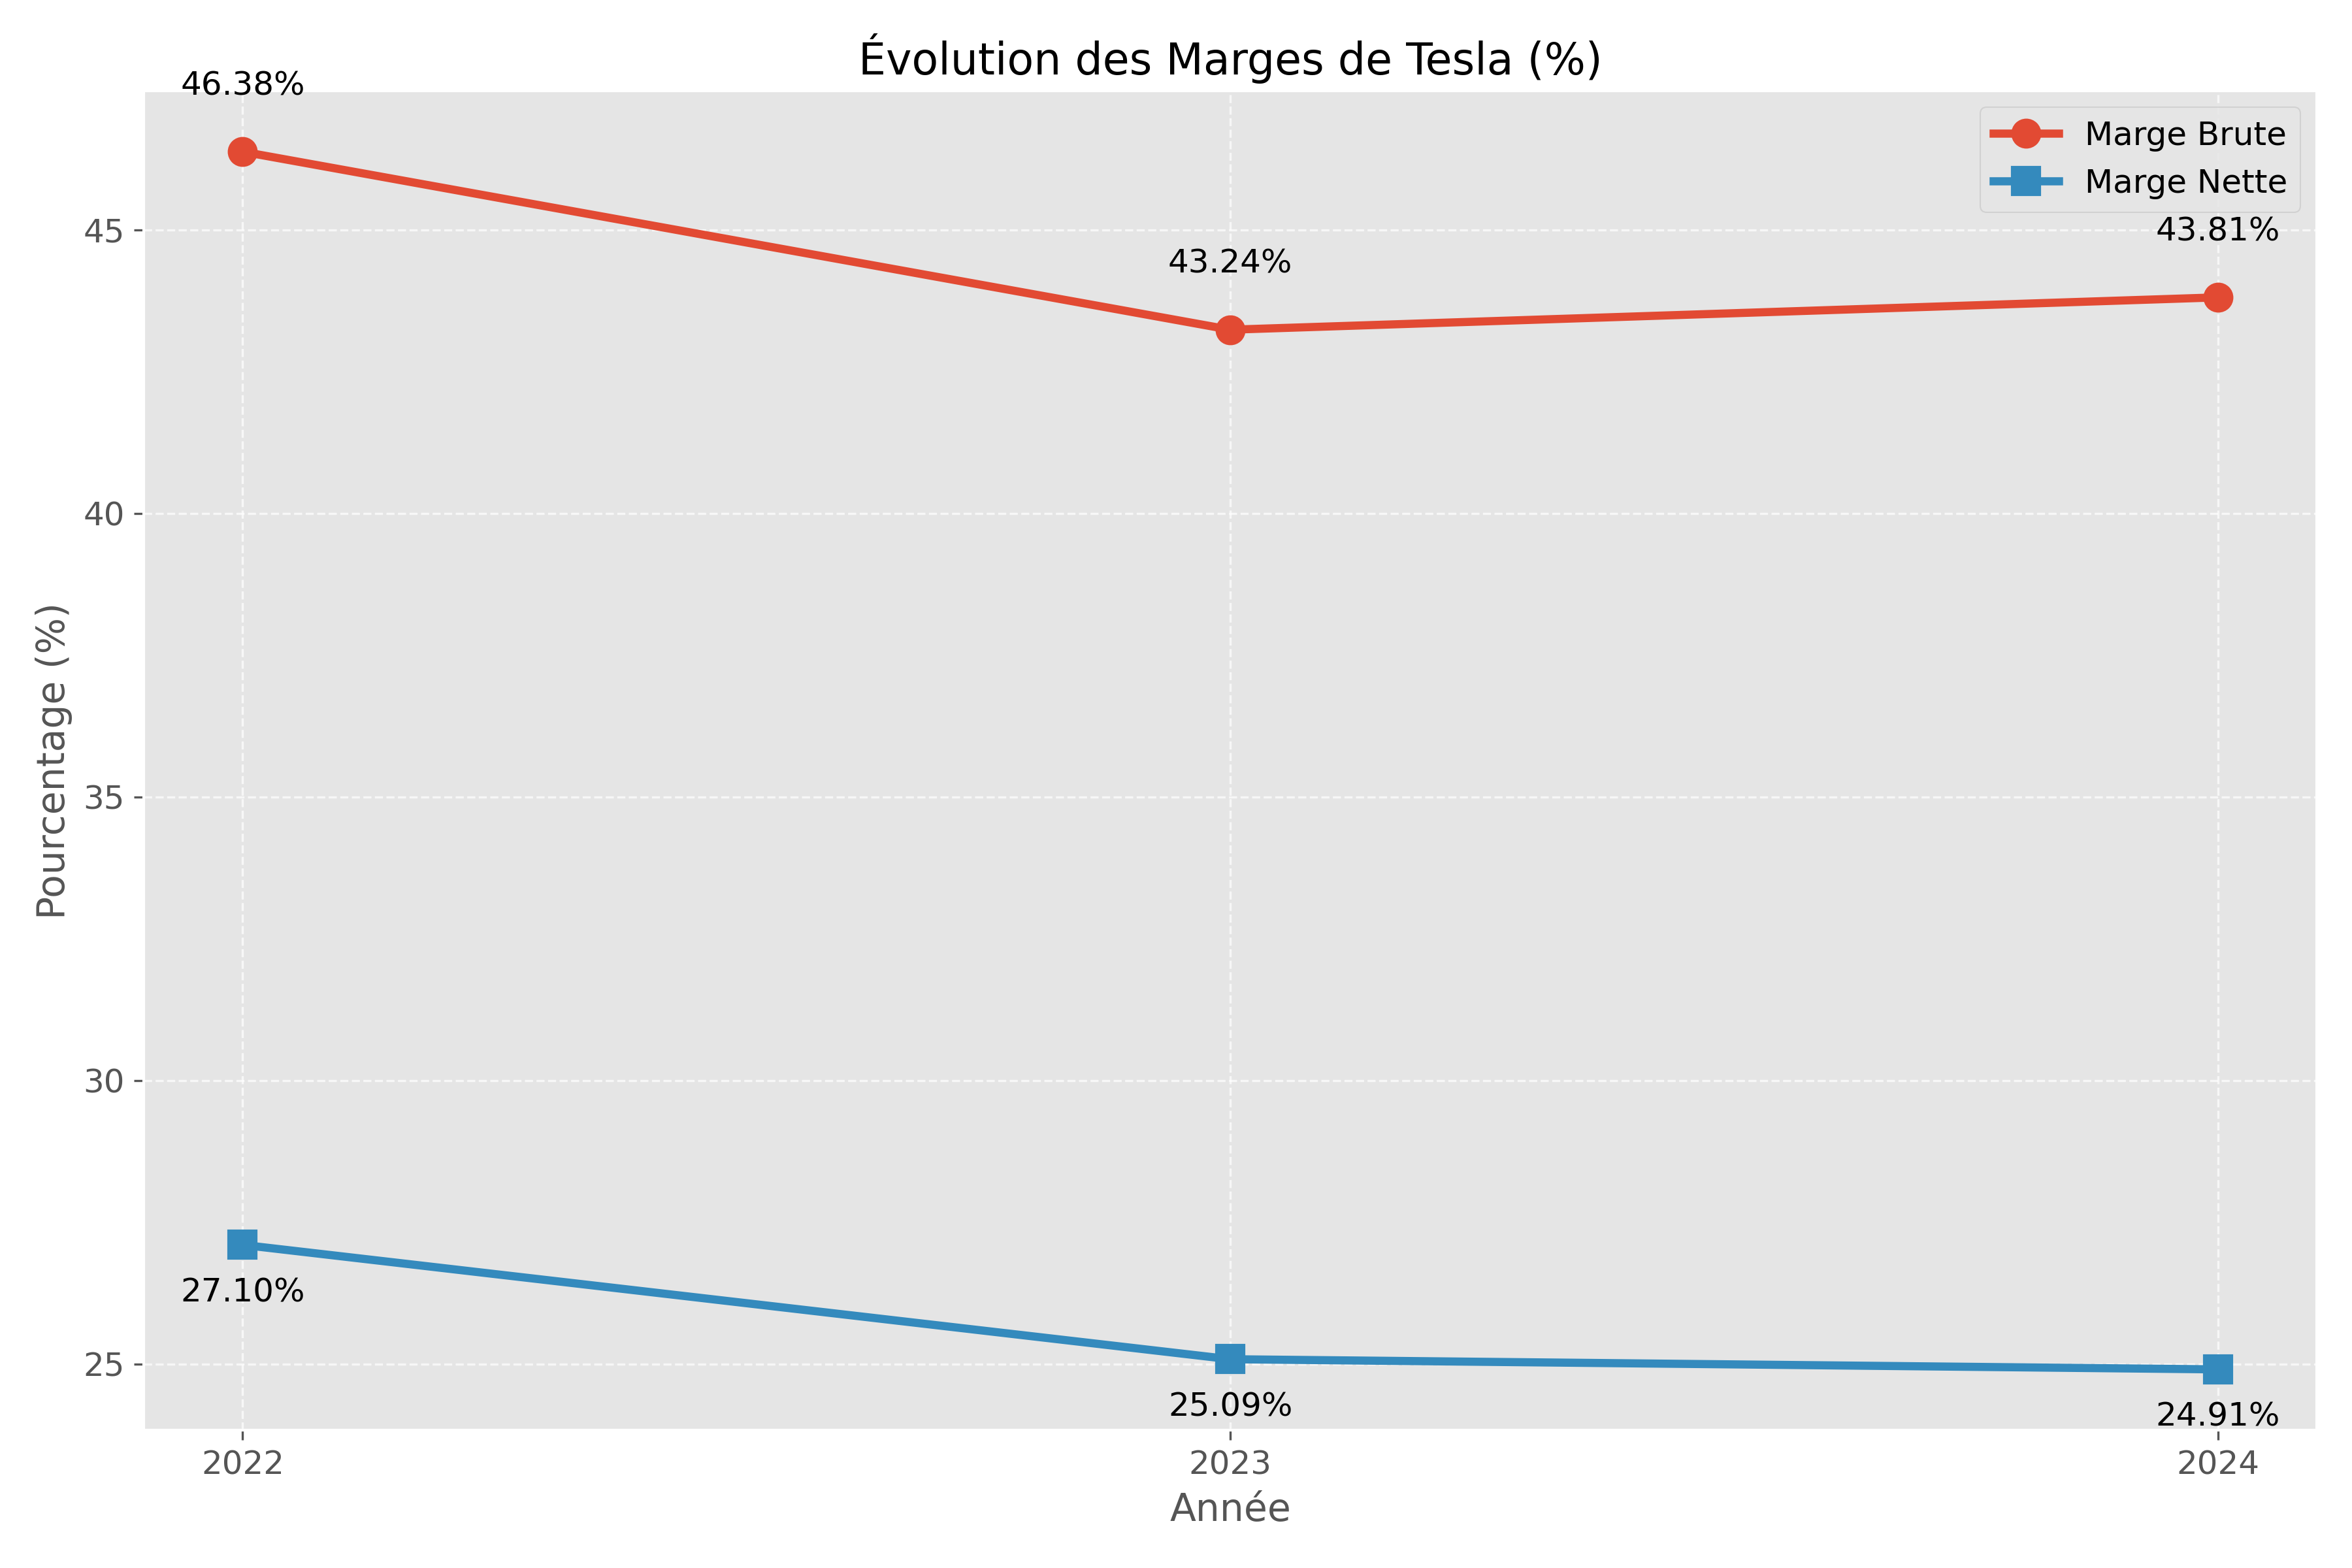 Évolution des Marges de Tesla (%)
46.38%
Marge Brute
Marge Nette
43.81%
43.24%
45
40
35
30
25
Pourcentage (%)
27.10%
25.09%
24.91%
2022
2023
2024
Année